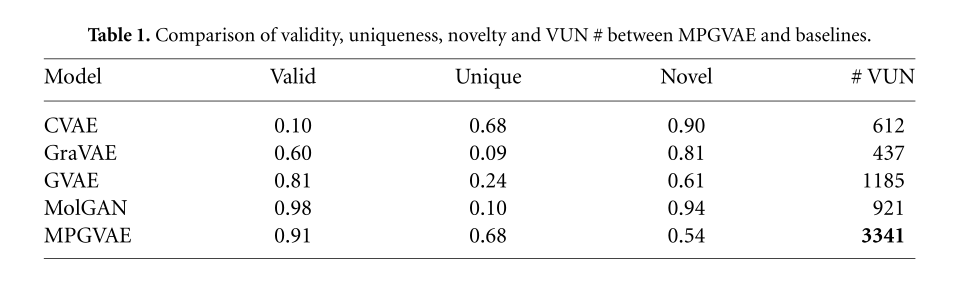 Table 1. Comparison of validity, uniqueness, novelty and VUN # between MPGVAE and baselines.
Model Valid Unique Novel # VUN
CVAE 0.10 0.68 0.90 612
GraVAE 0.60 0.09 0.81 437
GVAE 0.81 0.24 0.61 1185
MolGAN 0.98 0.10 0.94 921
MPGVAE 0.91 0.68 0.54 3341